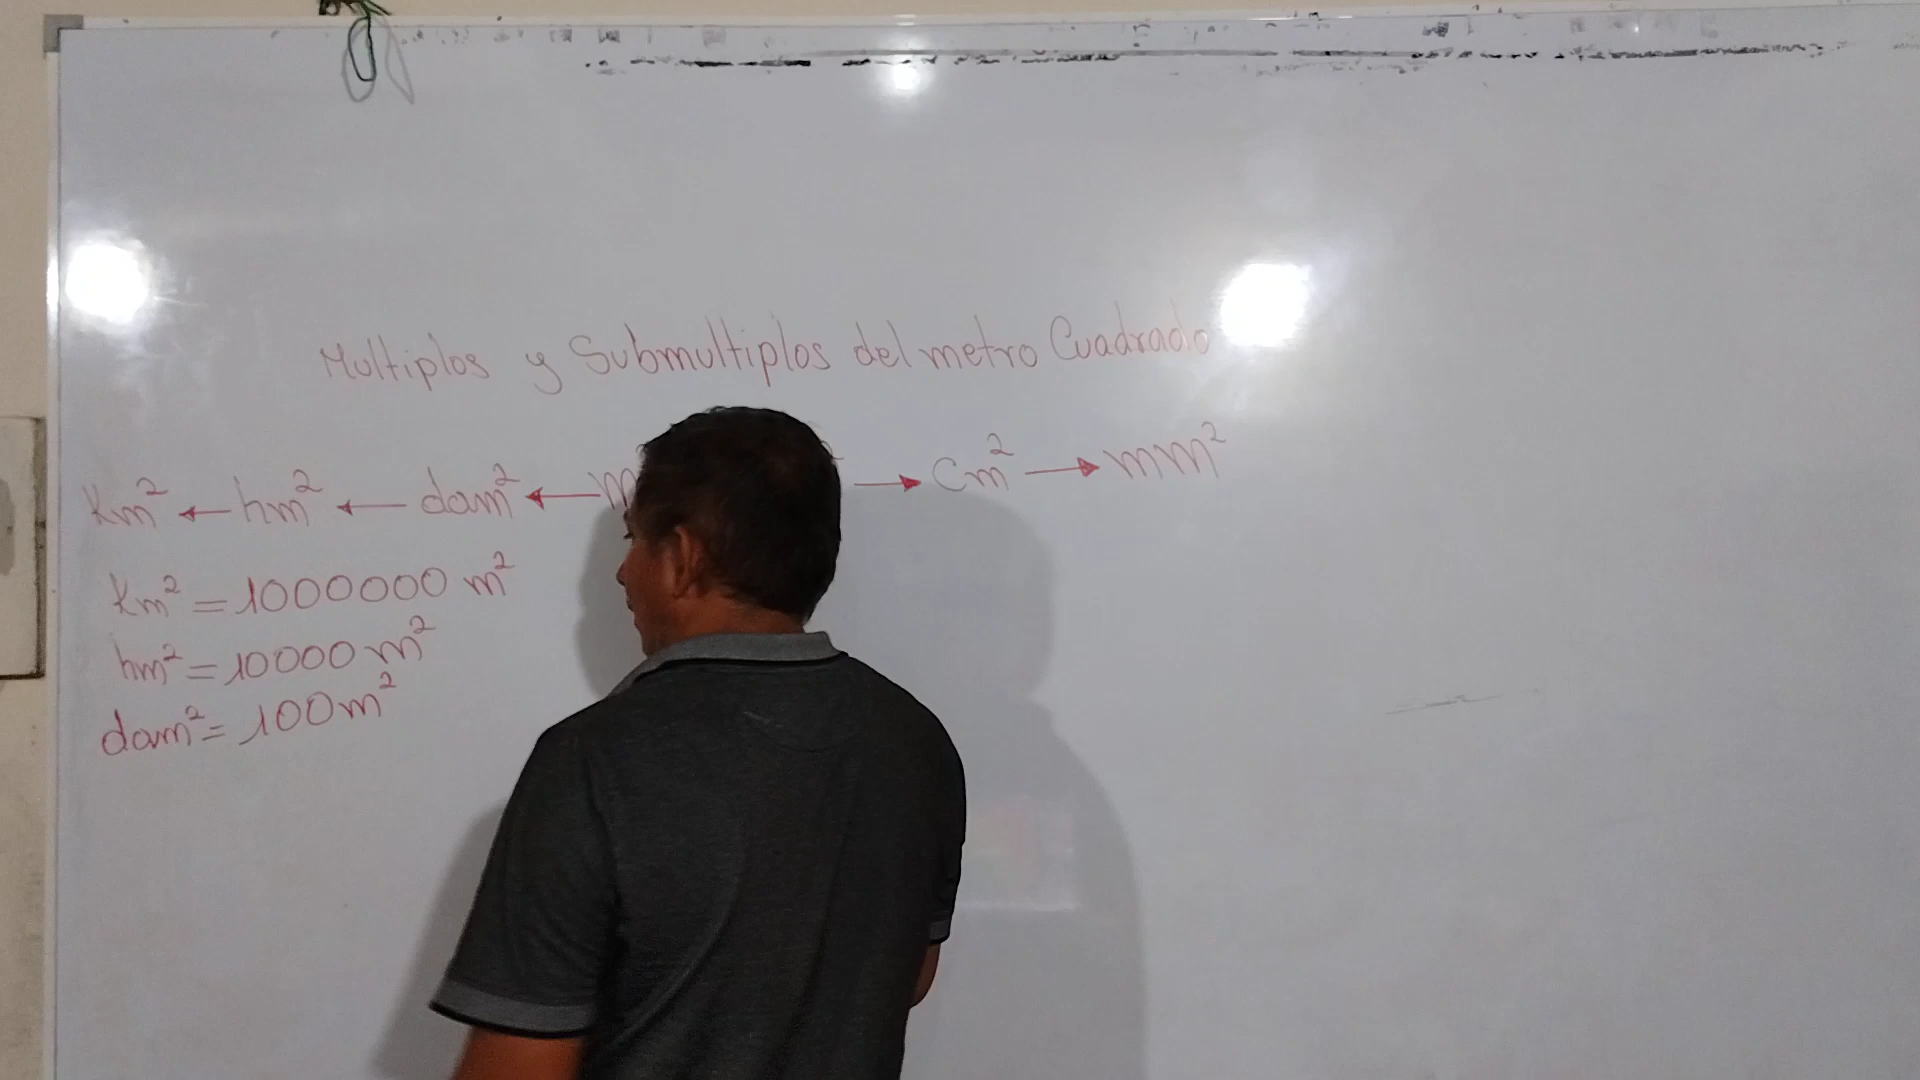 Multiplos y Submultiplos del metro Cuadrado
Km² ← hm² ← dam² ← m → cm² → mm²
Km² = 1000000 m²
hm² = 10000 m²
dam² = 100 m²